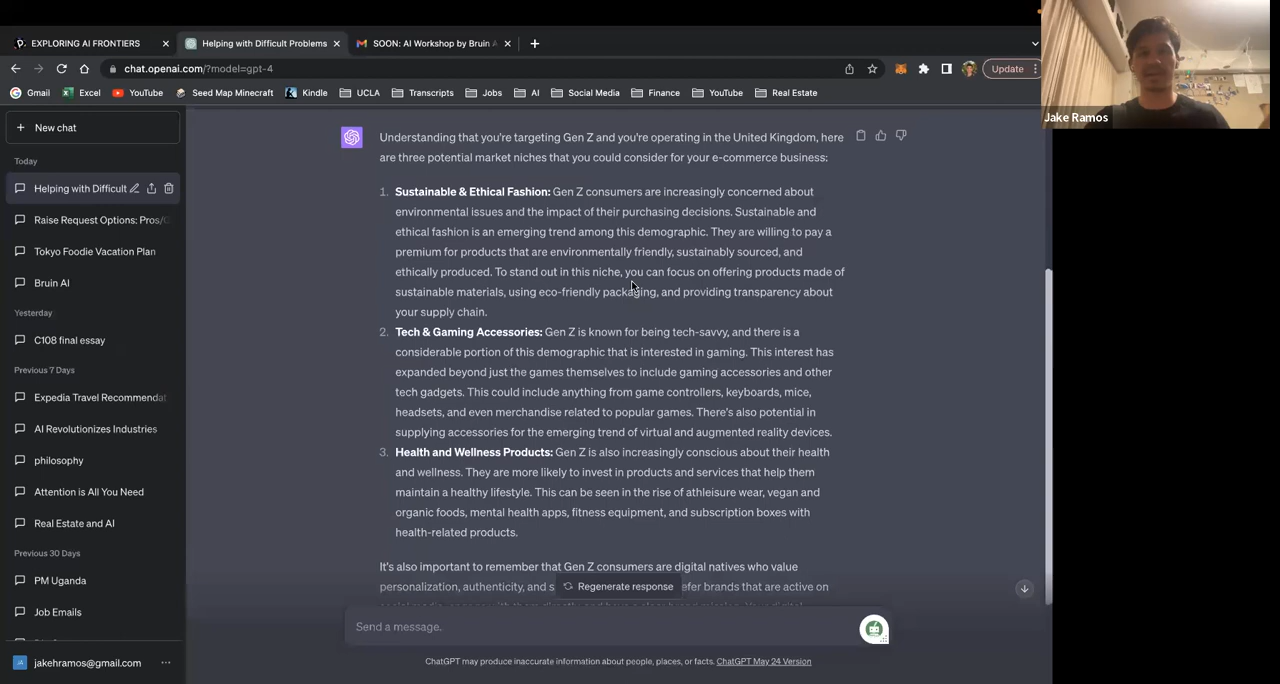 EXPLORING AI FRONTIERS
Helping with Difficult Problems
SOON: AI Workshop by Bruin
chat.openai.com/?model=gpt-4
Update
Gmail Excel YouTube Seed Map Minecraft Kindle UCLA Transcripts Jobs AI Social Media Finance YouTube Real Estate
Jake Ramos
New chat
Today
Helping with Difficult
Raise Request Options: Pros/
Tokyo Foodie Vacation Plan
Bruin AI
Yesterday
C108 final essay
Previous 7 Days
Expedia Travel Recommendat
AI Revolutionizes Industries
philosophy
Attention is All You Need
Real Estate and AI
Previous 30 Days
PM Uganda
Job Emails
JA jakehramos@gmail.com
Understanding that you're targeting Gen Z and you're operating in the United Kingdom, here
are three potential market niches that you could consider for your e-commerce business:
1. Sustainable & Ethical Fashion: Gen Z consumers are increasingly concerned about
environmental issues and the impact of their purchasing decisions. Sustainable and
ethical fashion is an emerging trend among this demographic. They are willing to pay a
premium for products that are environmentally friendly, sustainably sourced, and
ethically produced. To stand out in this niche, you can focus on offering products made of
sustainable materials, using eco-friendly packaging, and providing transparency about
your supply chain.
2. Tech & Gaming Accessories: Gen Z is known for being tech-savvy, and there is a
considerable portion of this demographic that is interested in gaming. This interest has
expanded beyond just the games themselves to include gaming accessories and other
tech gadgets. This could include anything from game controllers, keyboards, mice,
headsets, and even merchandise related to popular games. There's also potential in
supplying accessories for the emerging trend of virtual and augmented reality devices.
3. Health and Wellness Products: Gen Z is also increasingly conscious about their health
and wellness. They are more likely to invest in products and services that help them
maintain a healthy lifestyle. This can be seen in the rise of athleisure wear, vegan and
organic foods, mental health apps, fitness equipment, and subscription boxes with
health-related products.
It's also important to remember that Gen Z consumers are digital natives who value
personalization, authenticity, and
brands that are active on
Regenerate response
Send a message.
ChatGPT may produce inaccurate information about people, places, or facts. ChatGPT May 24 Version